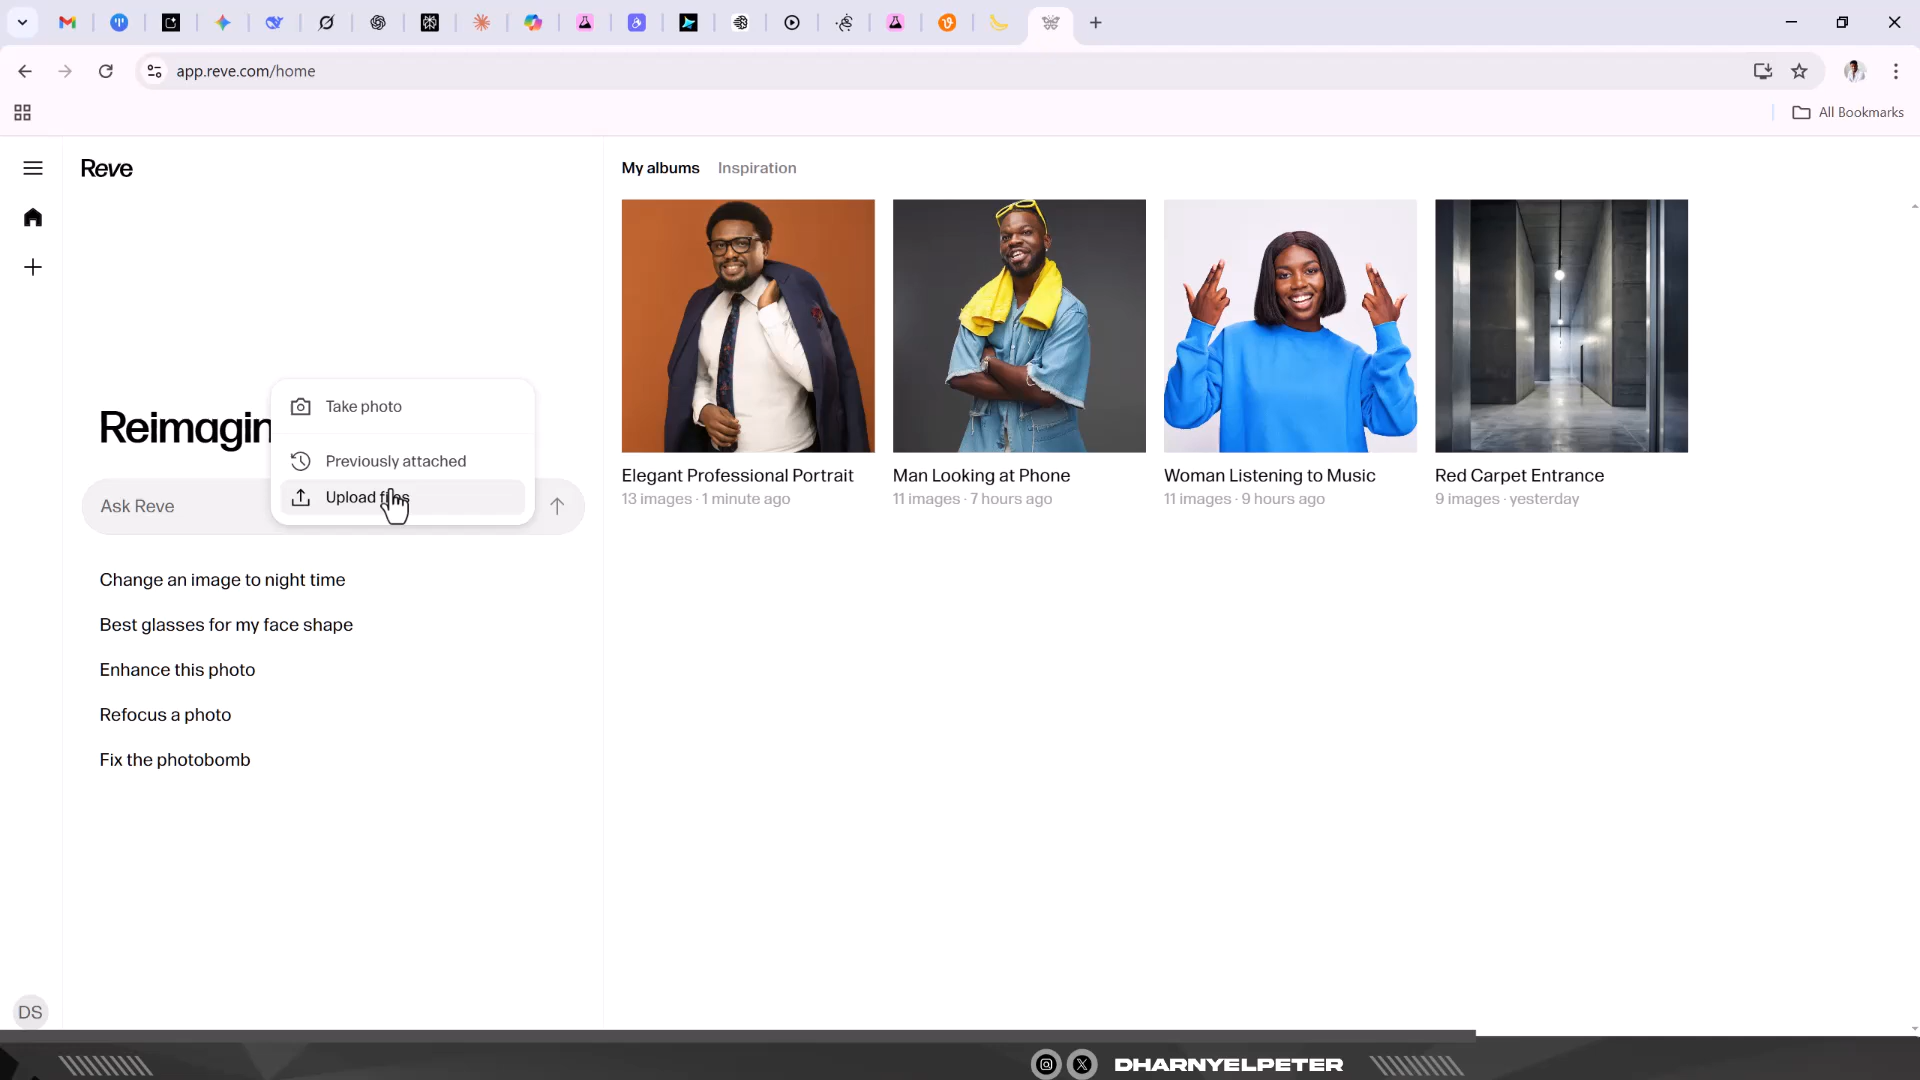 app.reve.com/home
All Bookmarks
Reve
My albums
Inspiration
Take photo
Reimagin
Previously attached
Ask Reve
Upload files
Elegant Professional Portrait
13 images · 1 minute ago
Man Looking at Phone
11 images · 7 hours ago
Woman Listening to Music
11 images · 9 hours ago
Red Carpet Entrance
9 images · yesterday
Change an image to night time
Best glasses for my face shape
Enhance this photo
Refocus a photo
Fix the photobomb
DS
DHARNYELPETER